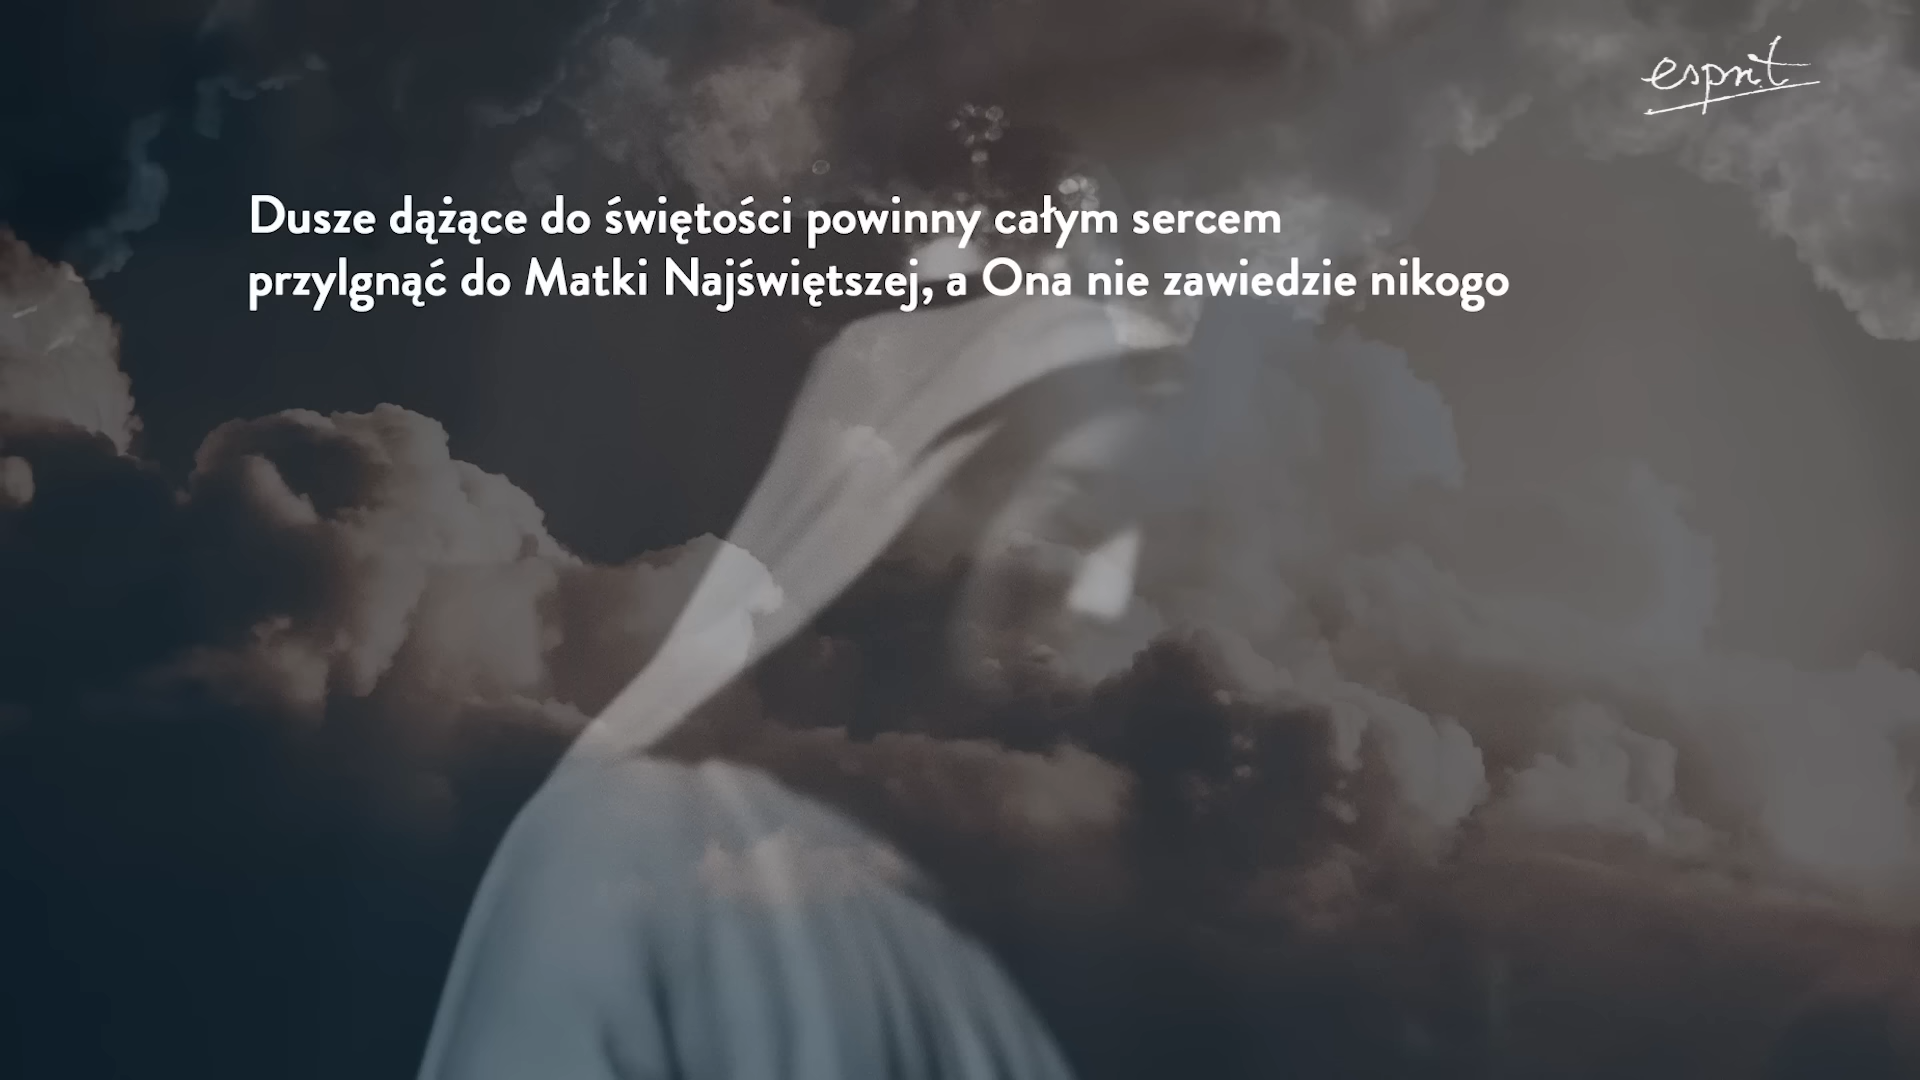 esprit
Dusze dążące do świętości powinny całym sercem
przylgnąć do Matki Najświętszej, a Ona nie zawiedzie nikogo